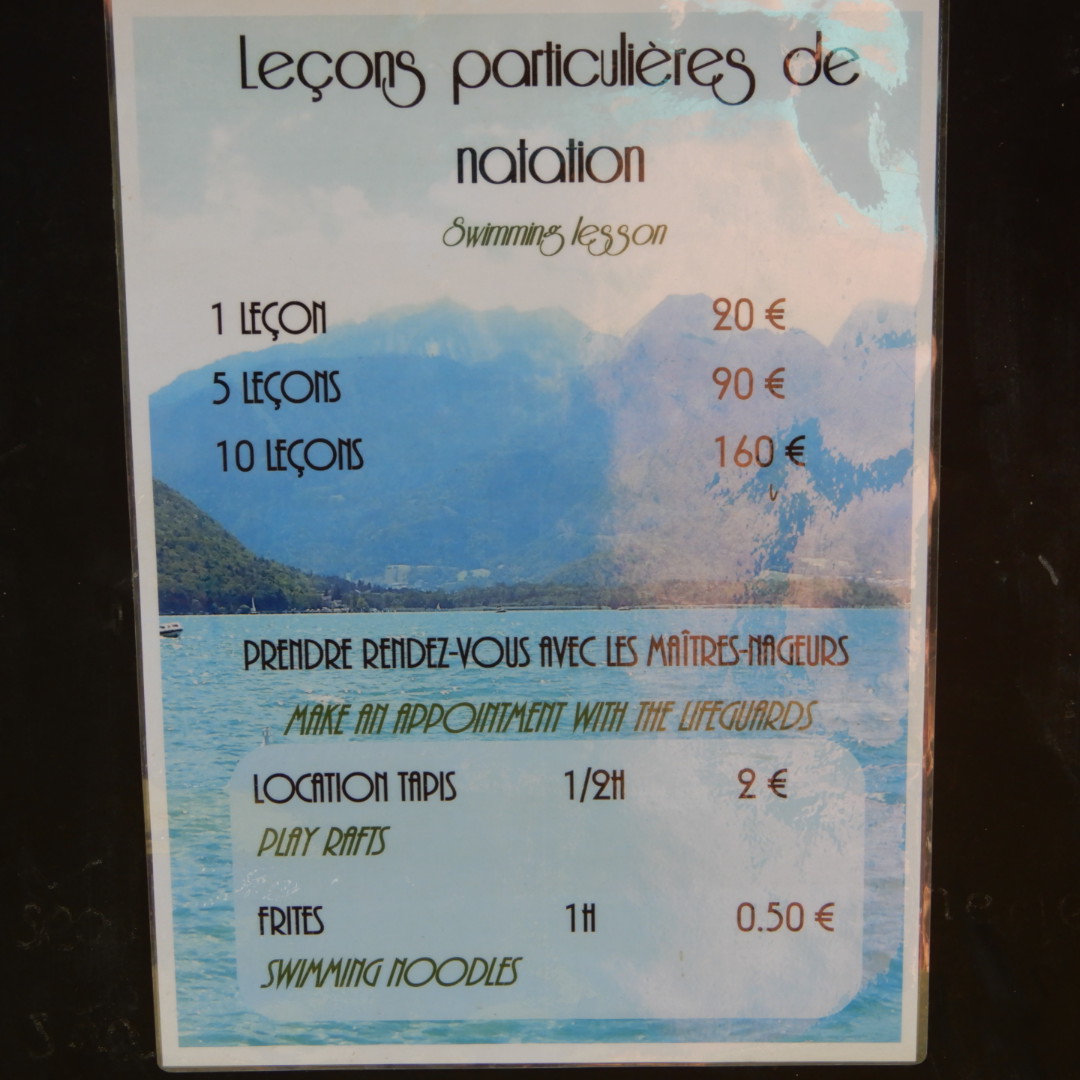 Leçons particulières de
natation
Swimming lesson
1 LEÇON 20 €
5 LEÇONS 90 €
10 LEÇONS 160 €
PRENDRE RENDEZ-VOUS AVEC LES MAÎTRES-NAGEURS
MAKE AN APPOINTMENT WITH THE LIFEGUARDS
LOCATION TAPIS 1/2H 2 €
PLAY RAFTS
FRITES 1H 0.50 €
SWIMMING NOODLES